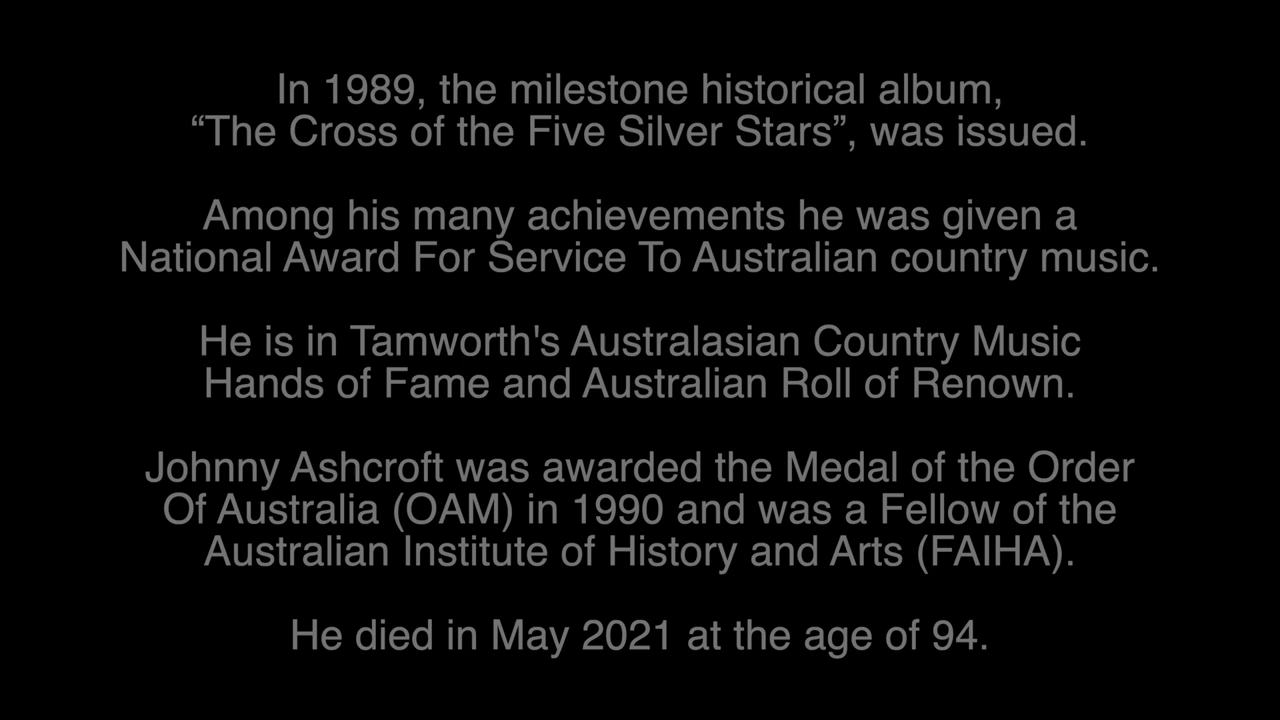 In 1989, the milestone historical album,
“The Cross of the Five Silver Stars”, was issued.
Among his many achievements he was given a
National Award For Service To Australian country music.
He is in Tamworth's Australasian Country Music
Hands of Fame and Australian Roll of Renown.
Johnny Ashcroft was awarded the Medal of the Order
Of Australia (OAM) in 1990 and was a Fellow of the
Australian Institute of History and Arts (FAIHA).
He died in May 2021 at the age of 94.